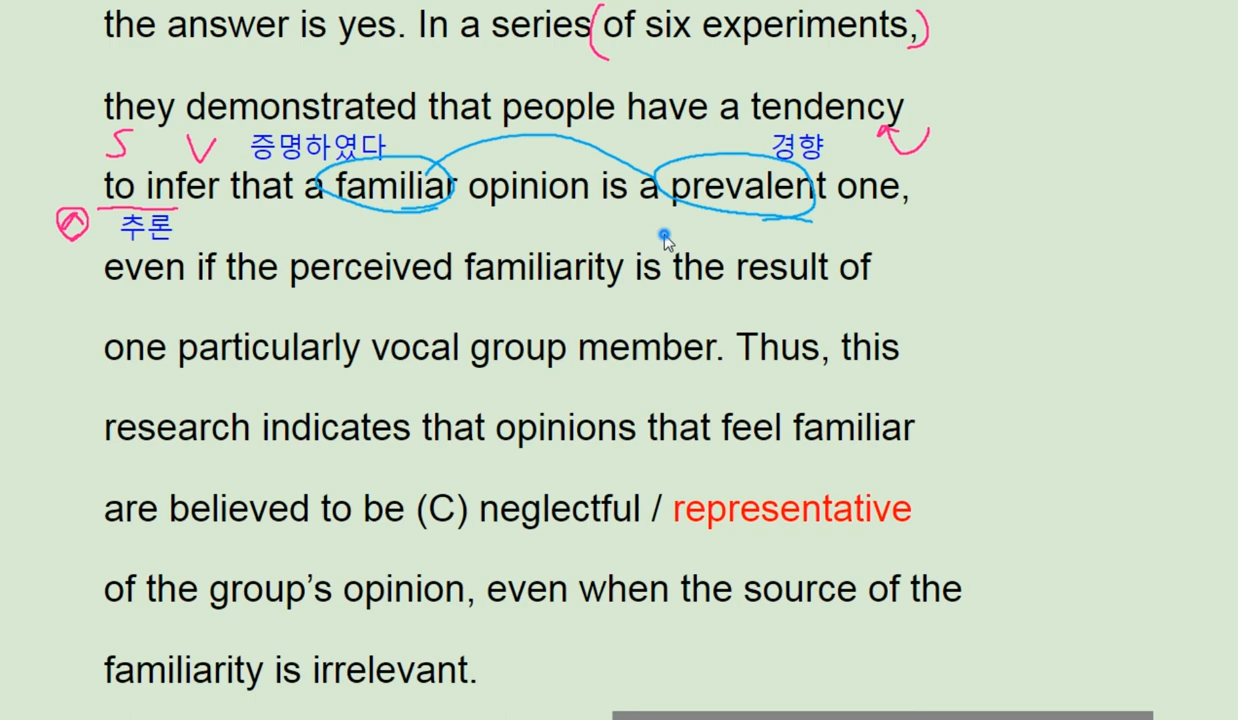 the answer is yes. In a series of six experiments,
they demonstrated that people have a tendency
S V 증명하였다 경향
to infer that a familiar opinion is a prevalent one,
추론
even if the perceived familiarity is the result of
one particularly vocal group member. Thus, this
research indicates that opinions that feel familiar
are believed to be (C) neglectful / representative
of the group’s opinion, even when the source of the
familiarity is irrelevant.